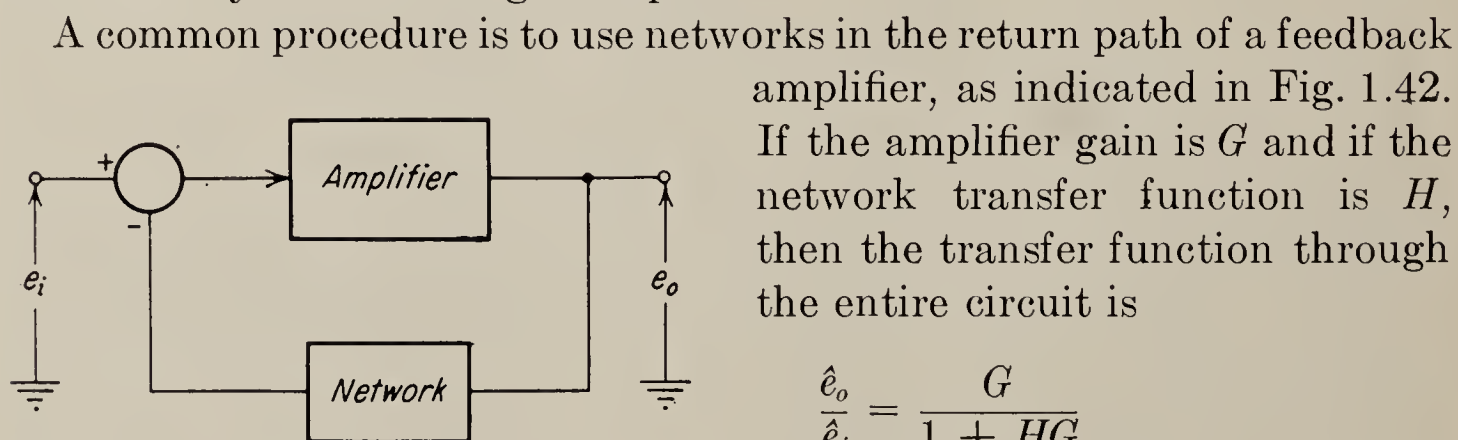 A common procedure is to use networks in the return path of a feedback
amplifier, as indicated in Fig. 1.42.
If the amplifier gain is G and if the
network transfer function is H,
then the transfer function through
the entire circuit is
+
Amplifier
-
e_i
e_o
Network
ê_o / ê_i = G / (1 + HG)